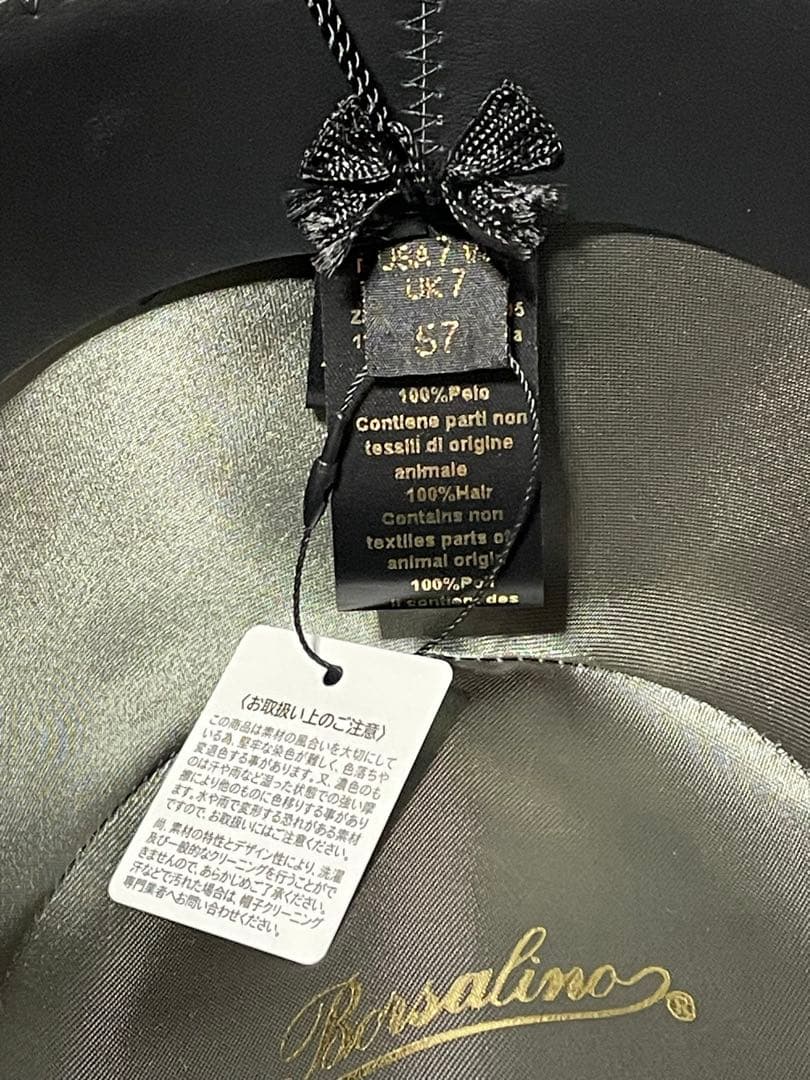 USA 7
UK 7
57
100%Pelo
Contiene parti non
tessili di origine
animale
100%Hair
Contains non
textiles parts of
animal origin
100%Poil
contient des
〈お取扱い上のご注意〉
この商品は素材の風合いを大切にして
いる為、堅牢な染色が難しく、色落ちや
変退色する事があります。又、濃色のも
のは汗や雨など湿った状態での強い摩
擦により他のものに色移りする事があり
ます。水や雨で変形する恐れがある素材
ですので、お取扱いにはご注意ください。
尚、素材の特性とデザイン性により、洗濯
及び一般的なクリーニングを行うことがで
きませんので、あらかじめご了承ください。
汗などで汚れた場合は、帽子クリーニング
専門業者へお問い合わせください。
Borsalino®